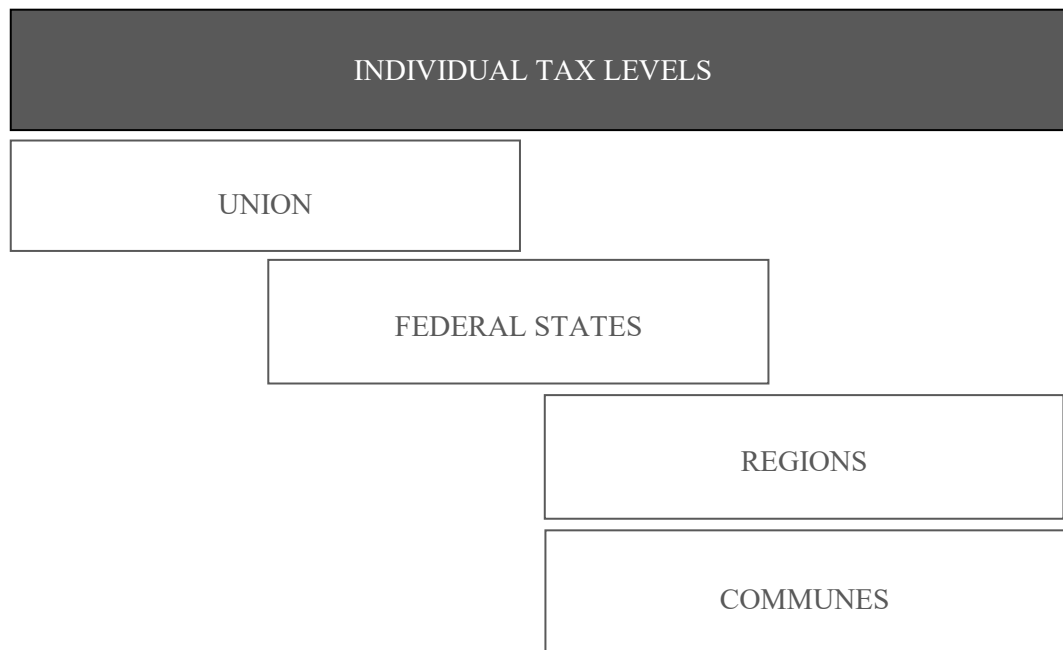 INDIVIDUAL TAX LEVELS
UNION
FEDERAL STATES
REGIONS
COMMUNES